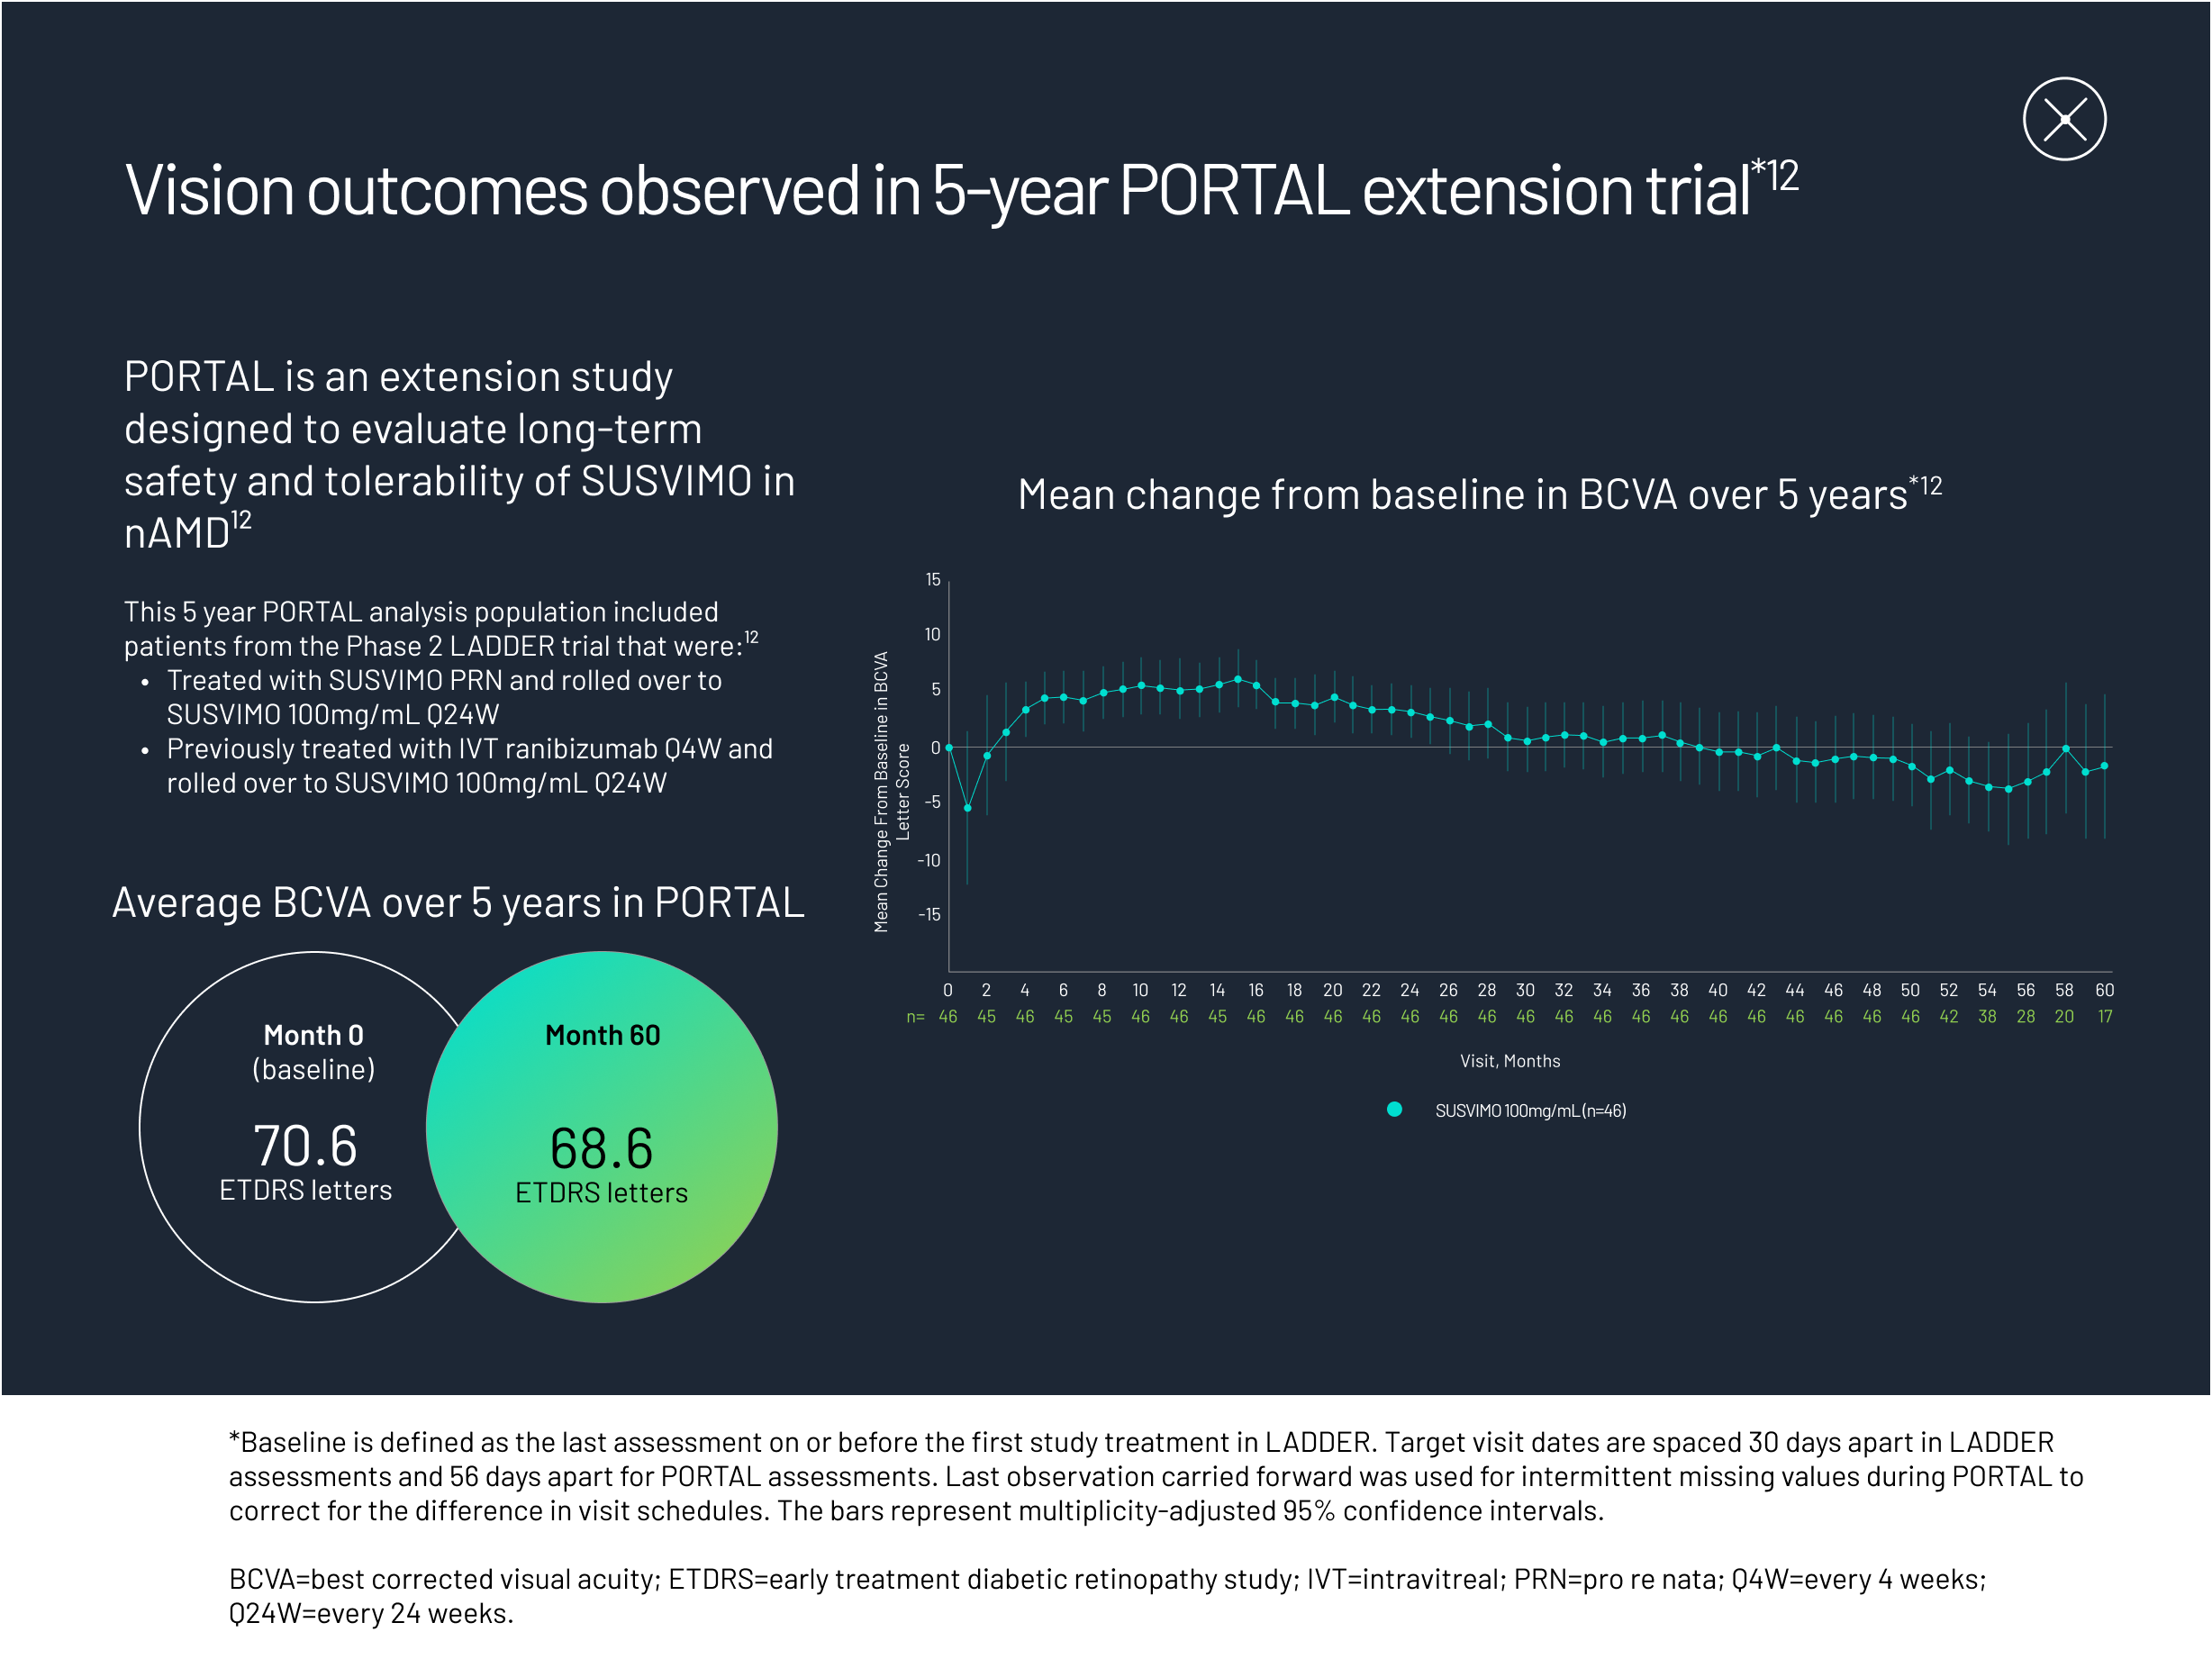 Vision outcomes observed in 5-year PORTAL extension trial*12
PORTAL is an extension study
designed to evaluate long-term
safety and tolerability of SUSVIMO in
nAMD12
This 5 year PORTAL analysis population included
patients from the Phase 2 LADDER trial that were:12
• Treated with SUSVIMO PRN and rolled over to
SUSVIMO 100mg/mL Q24W
• Previously treated with IVT ranibizumab Q4W and
rolled over to SUSVIMO 100mg/mL Q24W
Average BCVA over 5 years in PORTAL
Month 0
(baseline)
70.6
ETDRS letters
Month 60
68.6
ETDRS letters
Mean change from baseline in BCVA over 5 years*12
Mean Change From Baseline in BCVA
Letter Score
15
10
5
0
-5
-10
-15
0 2 4 6 8 10 12 14 16 18 20 22 24 26 28 30 32 34 36 38 40 42 44 46 48 50 52 54 56 58 60
n= 46 45 46 45 45 46 46 45 46 46 46 46 46 46 46 46 46 46 46 46 46 46 46 46 46 46 42 38 28 20 17
Visit, Months
SUSVIMO 100mg/mL (n=46)
*Baseline is defined as the last assessment on or before the first study treatment in LADDER. Target visit dates are spaced 30 days apart in LADDER
assessments and 56 days apart for PORTAL assessments. Last observation carried forward was used for intermittent missing values during PORTAL to
correct for the difference in visit schedules. The bars represent multiplicity-adjusted 95% confidence intervals.
BCVA=best corrected visual acuity; ETDRS=early treatment diabetic retinopathy study; IVT=intravitreal; PRN=pro re nata; Q4W=every 4 weeks;
Q24W=every 24 weeks.